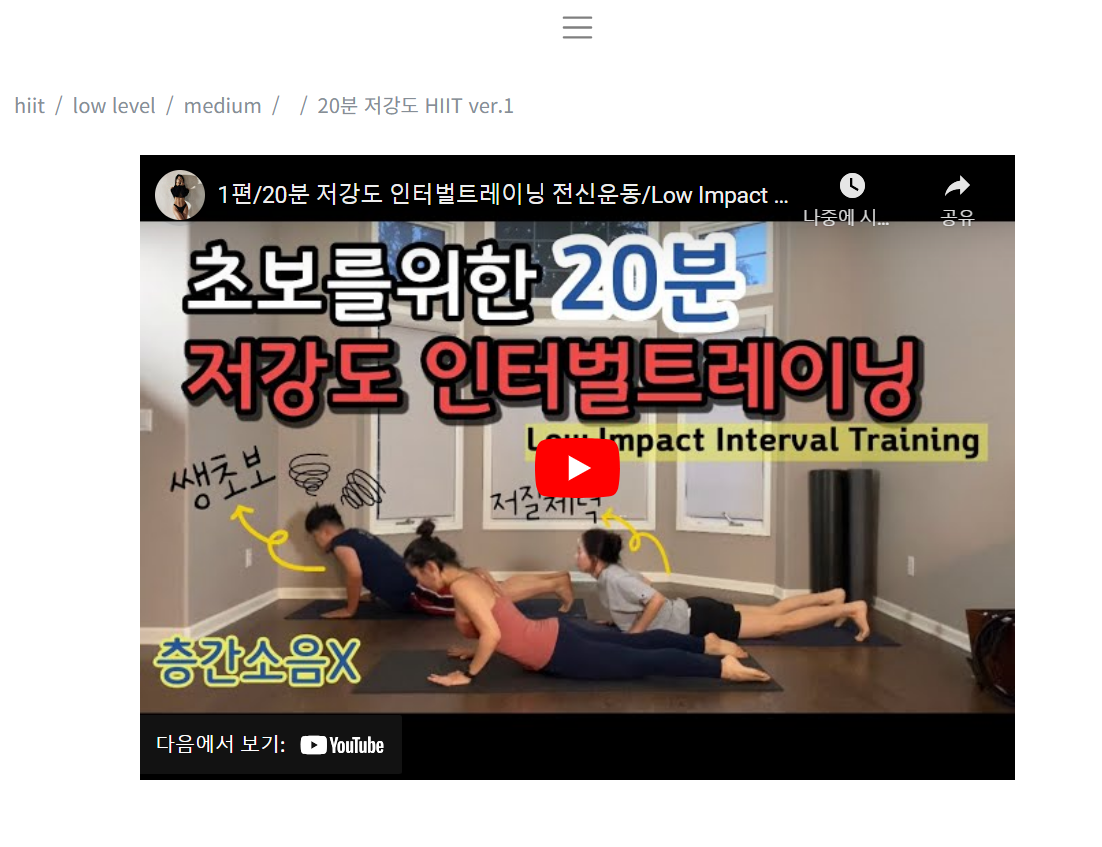 hiit / low level / medium / / 20분 저강도 HIIT ver.1
1편/20분 저강도 인터벌트레이닝 전신운동/Low Impact ...
나중에 시...
공유
초보를위한 20분
저강도 인터벌트레이닝
Low Impact Interval Training
쌩초보
저질체력
층간소음X
다음에서 보기: YouTube